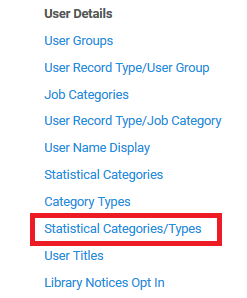 User Details
User Groups
User Record Type/User Group
Job Categories
User Record Type/Job Category
User Name Display
Statistical Categories
Category Types
Statistical Categories/Types
User Titles
Library Notices Opt In